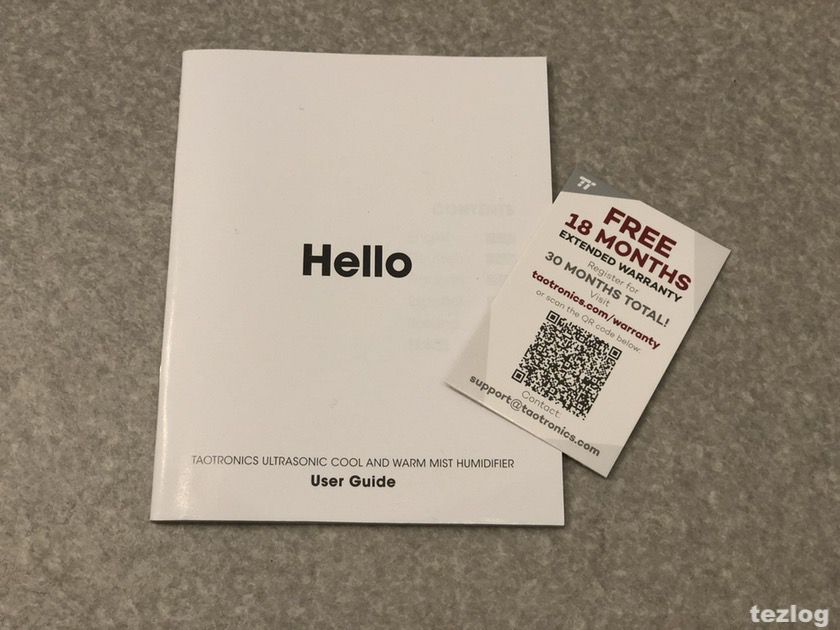 Hello
TAOTRONICS ULTRASONIC COOL AND WARM MIST HUMIDIFIER
User Guide
FREE
18 MONTHS
EXTENDED WARRANTY
Register for
30 MONTHS TOTAL!
Visit
taotronics.com/warranty
or scan the QR code below:
Contact:
support@taotronics.com
CONTENTS
tezlog